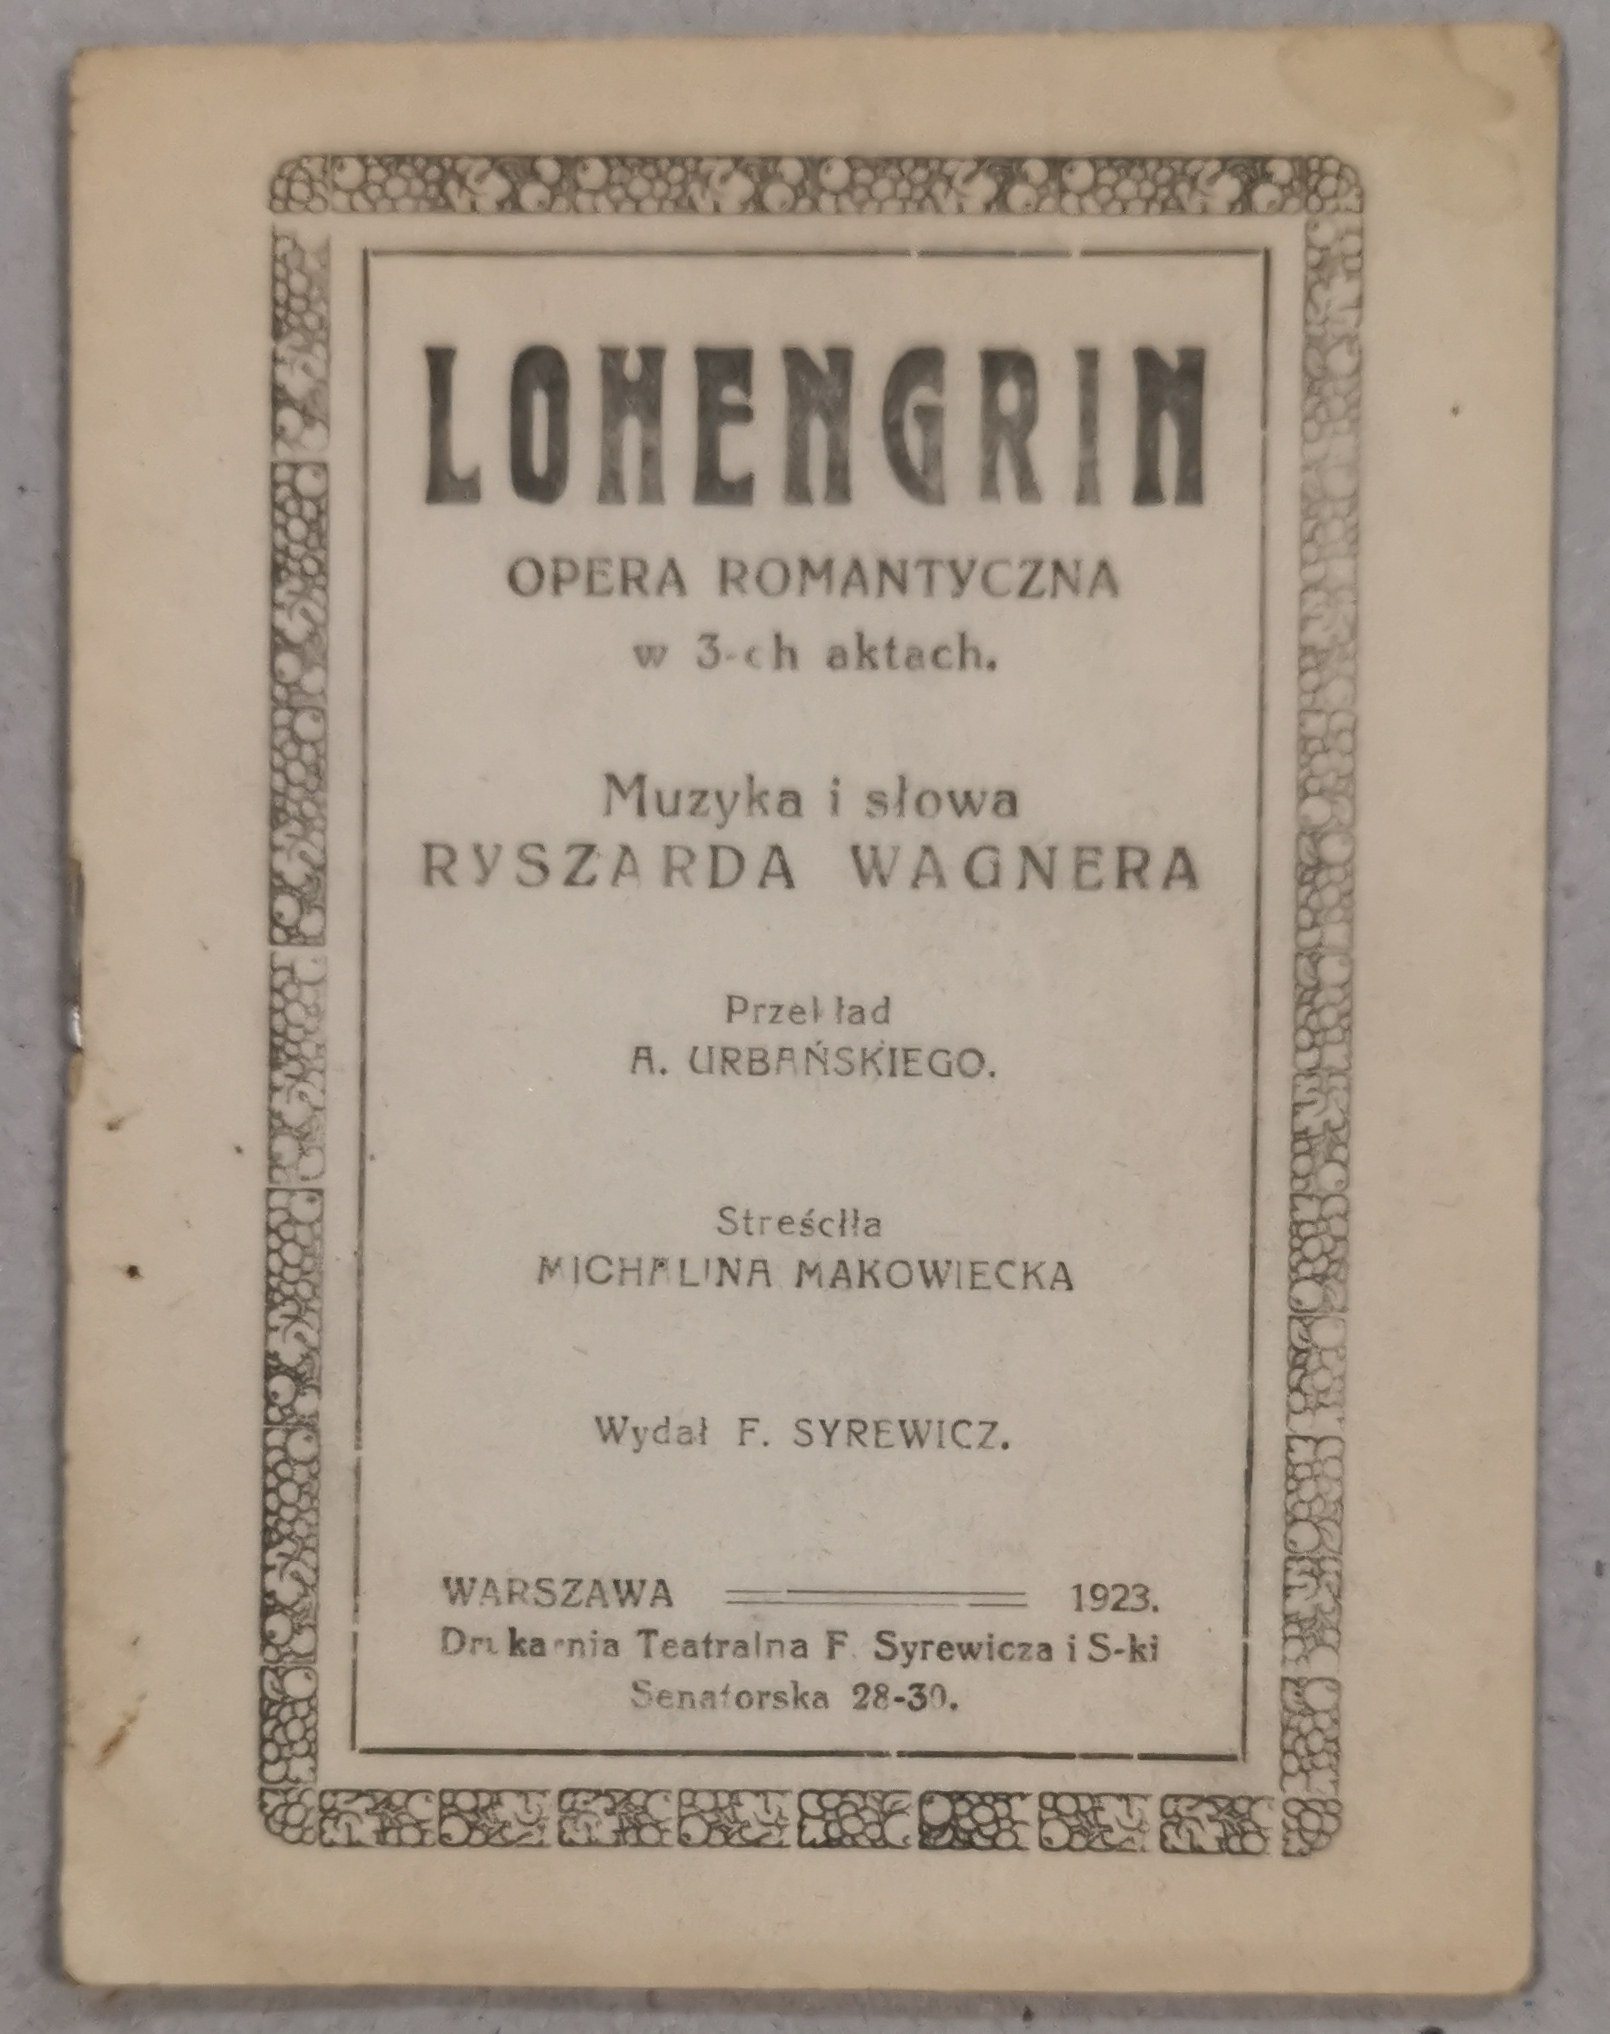 LOHENGRIN
OPERA ROMANTYCZNA
w 3-ch aktach.
Muzyka i słowa
RYSZARDA WAGNERA
Przekład
A. URBAŃSKIEGO.
Streścłła
MICHALINA MAKOWIECKA
Wydał F. SYREWICZ.
WARSZAWA 1923.
Drukarnia Teatralna F. Syrewicza i S-ki
Senatorska 28-30.